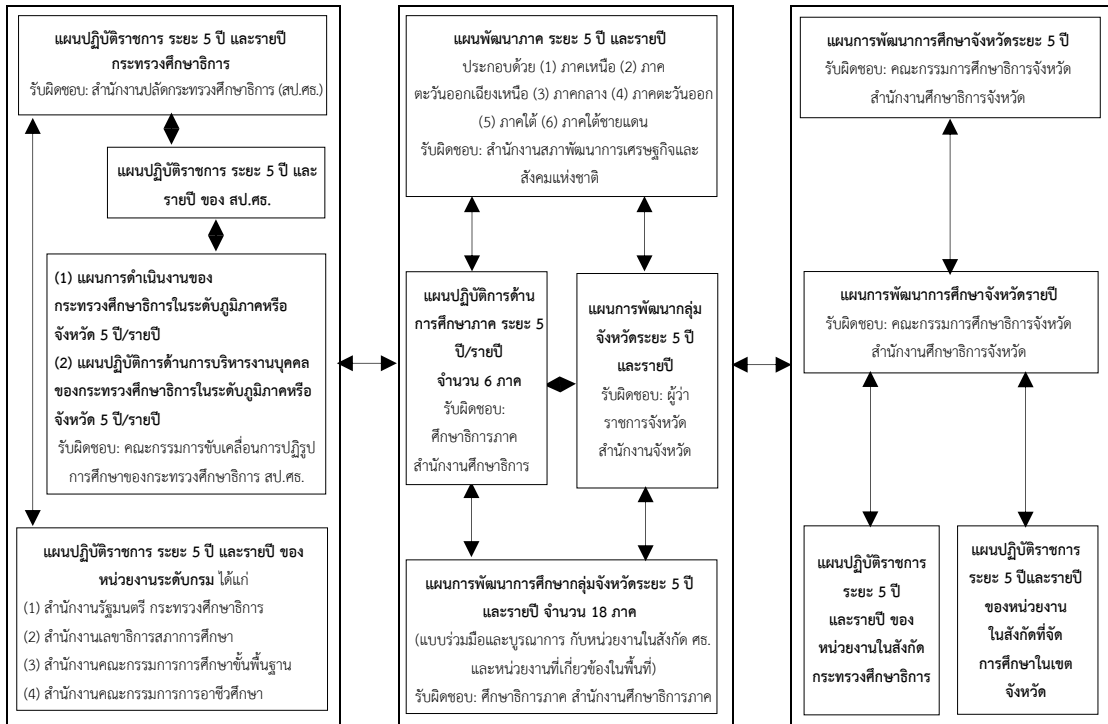 แผนปฏิบัติราชการ ระยะ 5 ปี และรายปี
กระทรวงศึกษาธิการ
รับผิดชอบ: สำนักงานปลัดกระทรวงศึกษาธิการ (สป.ศธ.)
แผนปฏิบัติราชการ ระยะ 5 ปี และ
รายปี ของ สป.ศธ.
(1) แผนการดำเนินงานของ
กระทรวงศึกษาธิการในระดับภูมิภาคหรือ
จังหวัด 5 ปี/รายปี
(2) แผนปฏิบัติการด้านการบริหารงานบุคคล
ของกระทรวงศึกษาธิการในระดับภูมิภาคหรือ
จังหวัด 5 ปี/รายปี
รับผิดชอบ: คณะกรรมการขับเคลื่อนการปฏิรูป
การศึกษาของกระทรวงศึกษาธิการ สป.ศธ.
แผนปฏิบัติราชการ ระยะ 5 ปี และรายปี ของ
หน่วยงานระดับกรม ได้แก่
(1) สำนักงานรัฐมนตรี กระทรวงศึกษาธิการ
(2) สำนักงานเลขาธิการสภาการศึกษา
(3) สำนักงานคณะกรรมการการศึกษาขั้นพื้นฐาน
(4) สำนักงานคณะกรรมการการอาชีวศึกษา
แผนพัฒนาภาค ระยะ 5 ปี และรายปี
ประกอบด้วย (1) ภาคเหนือ (2) ภาค
ตะวันออกเฉียงเหนือ (3) ภาคกลาง (4) ภาคตะวันออก
(5) ภาคใต้ (6) ภาคใต้ชายแดน
รับผิดชอบ: สำนักงานสภาพัฒนาการเศรษฐกิจและ
สังคมแห่งชาติ
แผนปฏิบัติการด้าน
การศึกษาภาค ระยะ 5
ปี/รายปี
จำนวน 6 ภาค
รับผิดชอบ:
ศึกษาธิการภาค
สำนักงานศึกษาธิการ
แผนการพัฒนากลุ่ม
จังหวัดระยะ 5 ปี
และรายปี
รับผิดชอบ: ผู้ว่า
ราชการจังหวัด
สำนักงานจังหวัด
แผนการพัฒนาการศึกษากลุ่มจังหวัดระยะ 5 ปี
และรายปี จำนวน 18 ภาค
(แบบร่วมมือและบูรณาการ กับหน่วยงานในสังกัด ศธ.
และหน่วยงานที่เกี่ยวข้องในพื้นที่)
รับผิดชอบ: ศึกษาธิการภาค สำนักงานศึกษาธิการภาค
แผนการพัฒนาการศึกษาจังหวัดระยะ 5 ปี
รับผิดชอบ: คณะกรรมการศึกษาธิการจังหวัด
สำนักงานศึกษาธิการจังหวัด
แผนการพัฒนาการศึกษาจังหวัดรายปี
รับผิดชอบ: คณะกรรมการศึกษาธิการจังหวัด
สำนักงานศึกษาธิการจังหวัด
แผนปฏิบัติราชการ
ระยะ 5 ปี
และรายปี ของ
หน่วยงานในสังกัด
กระทรวงศึกษาธิการ
แผนปฏิบัติราชการ
ระยะ 5 ปีและรายปี
ของหน่วยงาน
ในสังกัดที่จัด
การศึกษาในเขต
จังหวัด